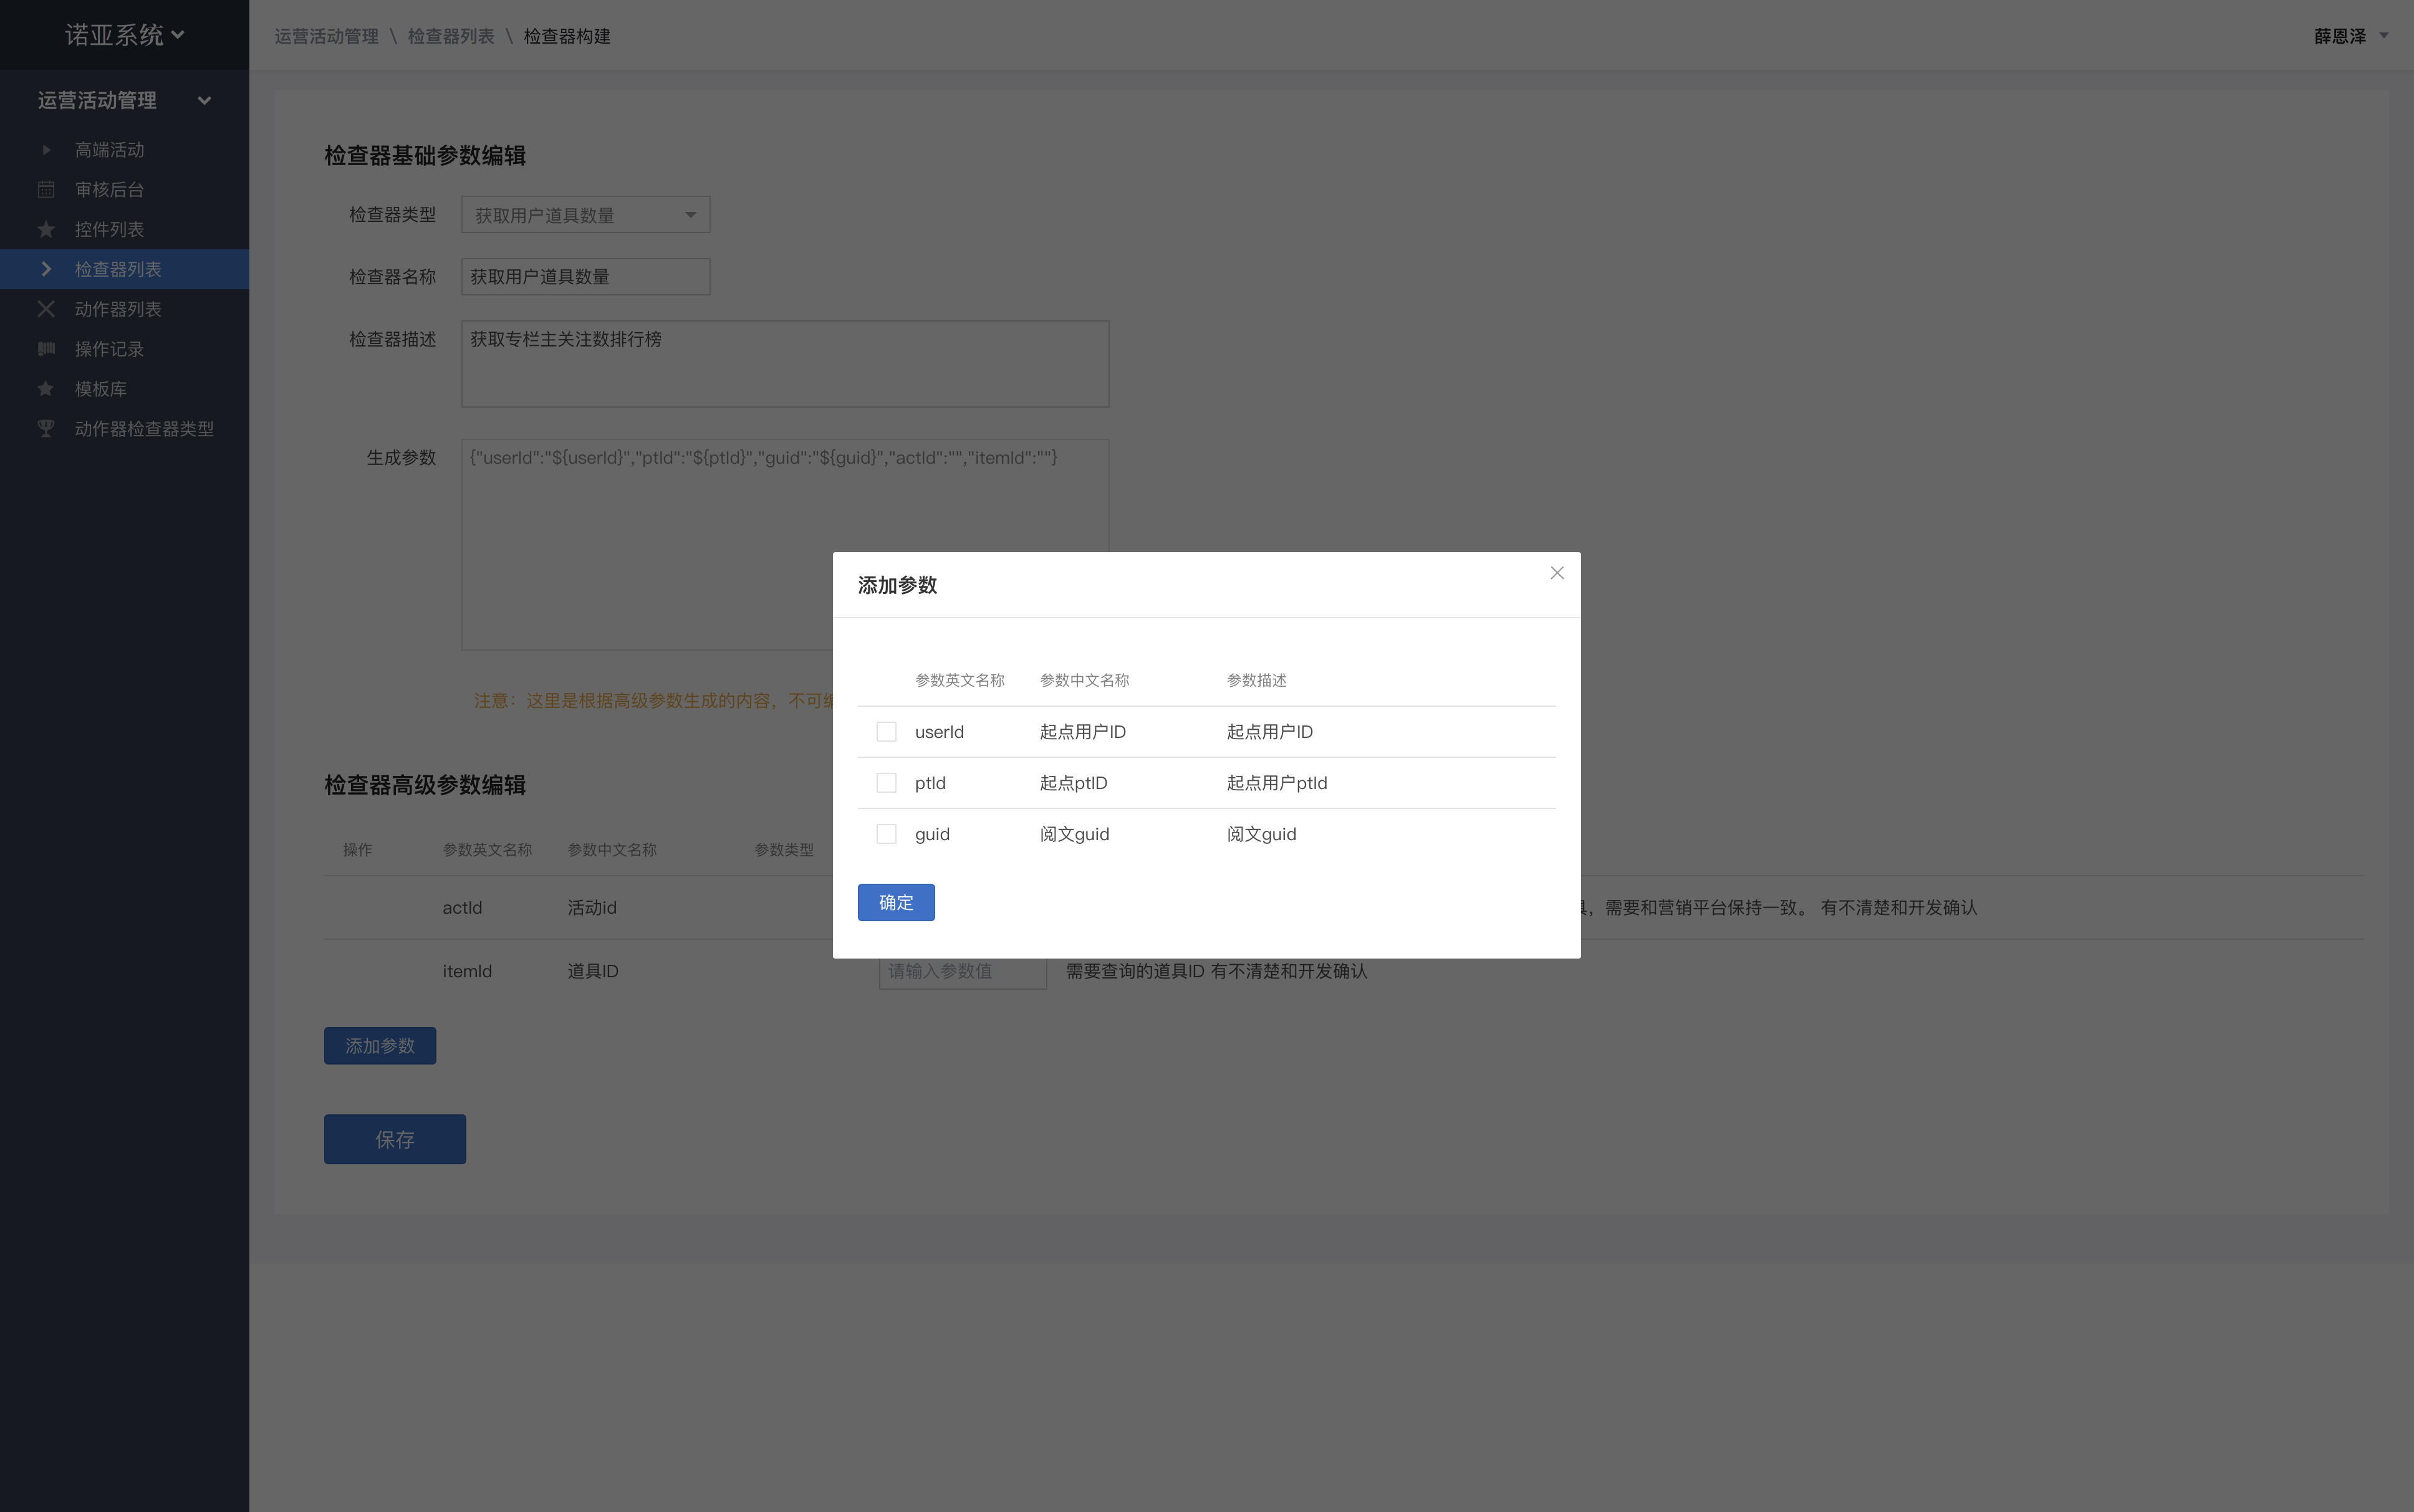 诺亚系统
运营活动管理 \ 检查器列表 \ 检查器构建
薛恩泽
运营活动管理
高端活动
审核后台
控件列表
检查器列表
动作器列表
操作记录
模板库
动作器检查器类型
检查器基础参数编辑
检查器类型 获取用户道具数量
检查器名称 获取用户道具数量
检查器描述 获取专栏主关注数排行榜
生成参数 {"userId":"${userId}","ptId":"${ptId}","guid":"${guid}","actId":"","itemId":""}
注意：这里是根据高级参数生成的内容，不可
检查器高级参数编辑
操作 参数英文名称 参数中文名称 参数类型
actId 活动id ，需要和营销平台保持一致。 有不清楚和开发确认
itemId 道具ID 请输入参数值 需要查询的道具ID 有不清楚和开发确认
添加参数
保存
添加参数
参数英文名称 参数中文名称 参数描述
userId 起点用户ID 起点用户ID
ptId 起点ptID 起点用户ptId
guid 阅文guid 阅文guid
确定